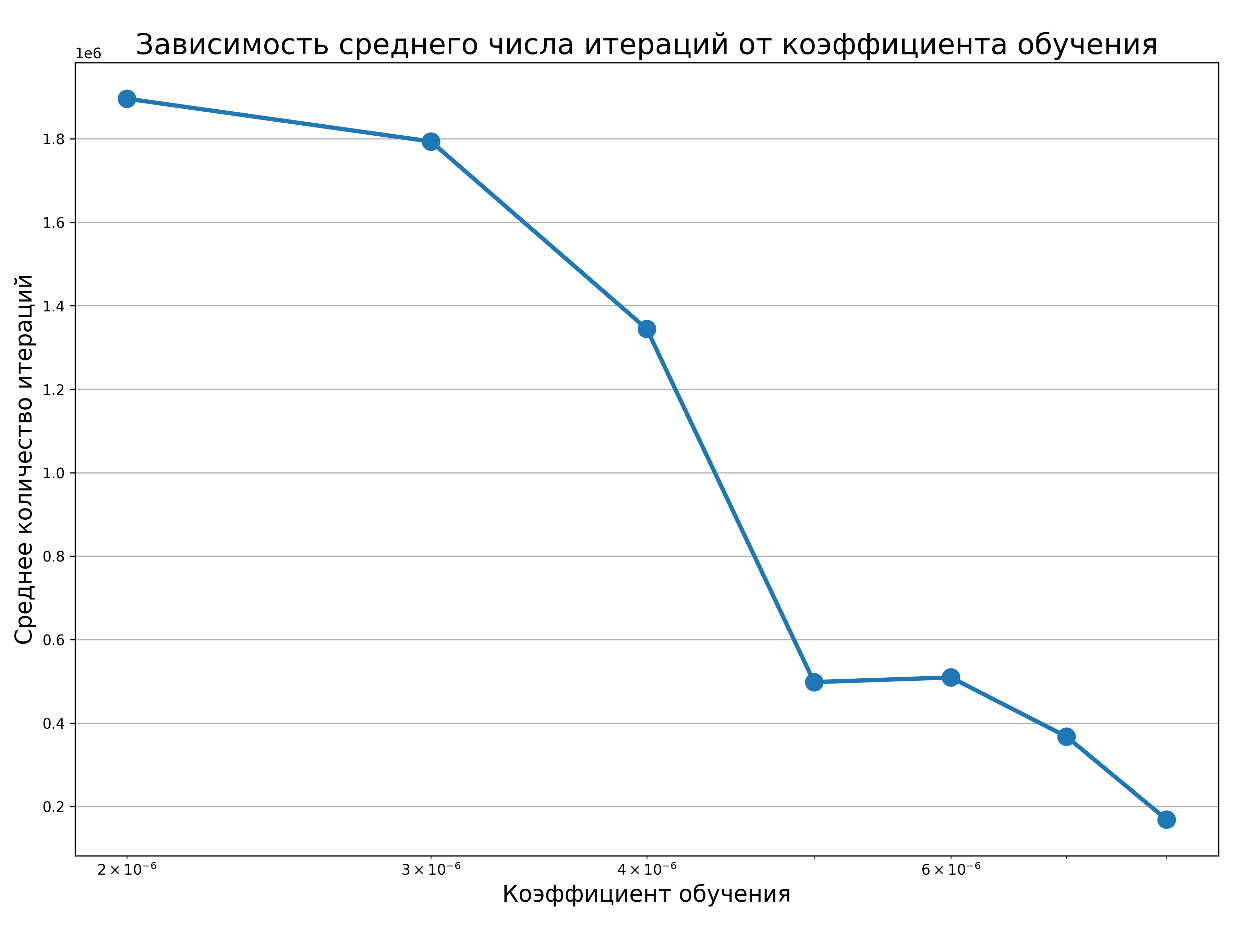 Зависимость среднего числа итераций от коэффициента обучения
1e6
1.8
1.6
1.4
1.2
1.0
0.8
0.6
0.4
0.2
Среднее количество итераций
2 × 10⁻⁶
3 × 10⁻⁶
4 × 10⁻⁶
6 × 10⁻⁶
Коэффициент обучения